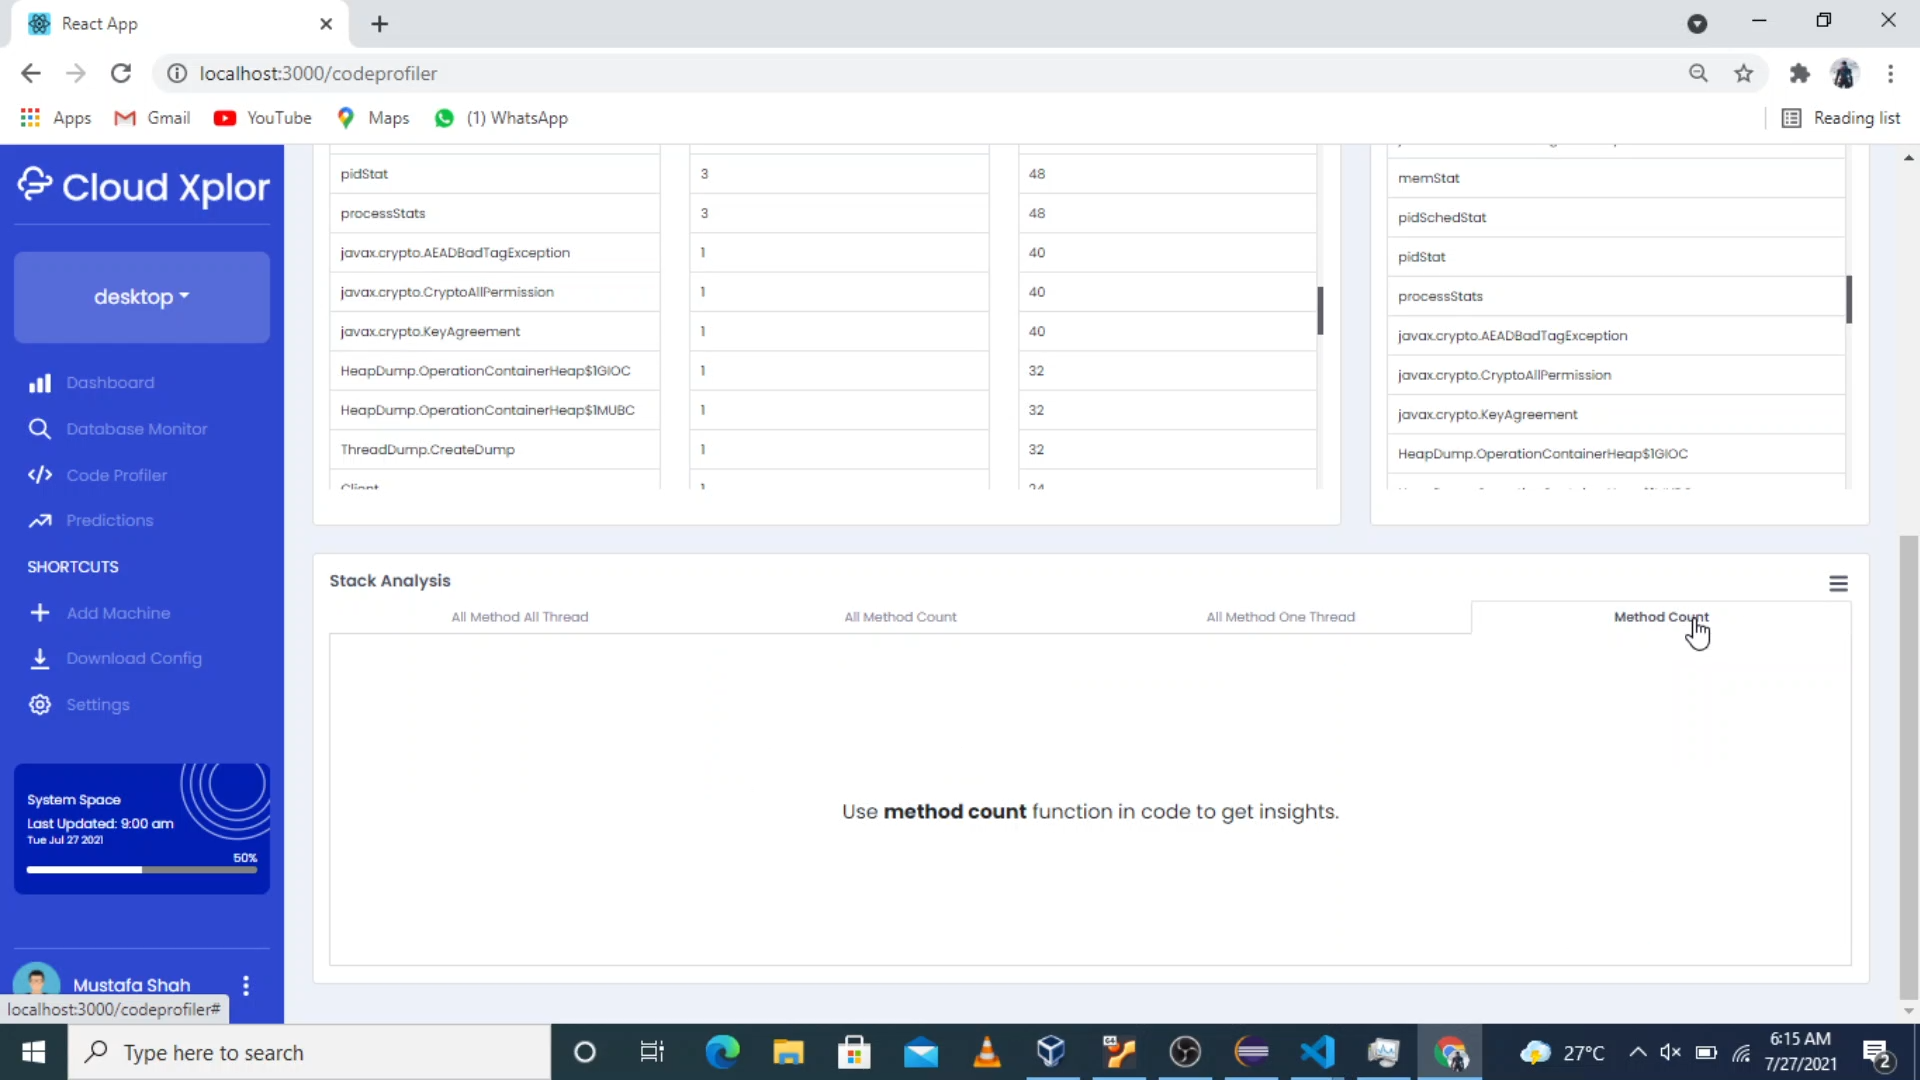 React App
localhost:3000/codeprofiler
Apps
Gmail
YouTube
Maps
(1) WhatsApp
Reading list
Cloud Xplor
desktop
Dashboard
Database Monitor
Code Profiler
Predictions
SHORTCUTS
Add Machine
Download Config
Settings
System Space
Last Updated: 9:00 am
Tue Jul 27 2021
50%
Mustafa Shah
localhost:3000/codeprofiler#
pidStat 3 48
processStats 3 48
javax.crypto.AEADBadTagException 1 40
javax.crypto.CryptoAllPermission 1 40
javax.crypto.KeyAgreement 1 40
HeapDump.OperationContainerHeap$1GIOC 1 32
HeapDump.OperationContainerHeap$1MUBC 1 32
ThreadDump.CreateDump 1 32
Client 1 24
memStat
pidSchedStat
pidStat
processStats
javax.crypto.AEADBadTagException
javax.crypto.CryptoAllPermission
javax.crypto.KeyAgreement
HeapDump.OperationContainerHeap$1GIOC
Stack Analysis
All Method All Thread
All Method Count
All Method One Thread
Method Count
Use method count function in code to get insights.
Type here to search
64
27°C
6:15 AM
7/27/2021
2